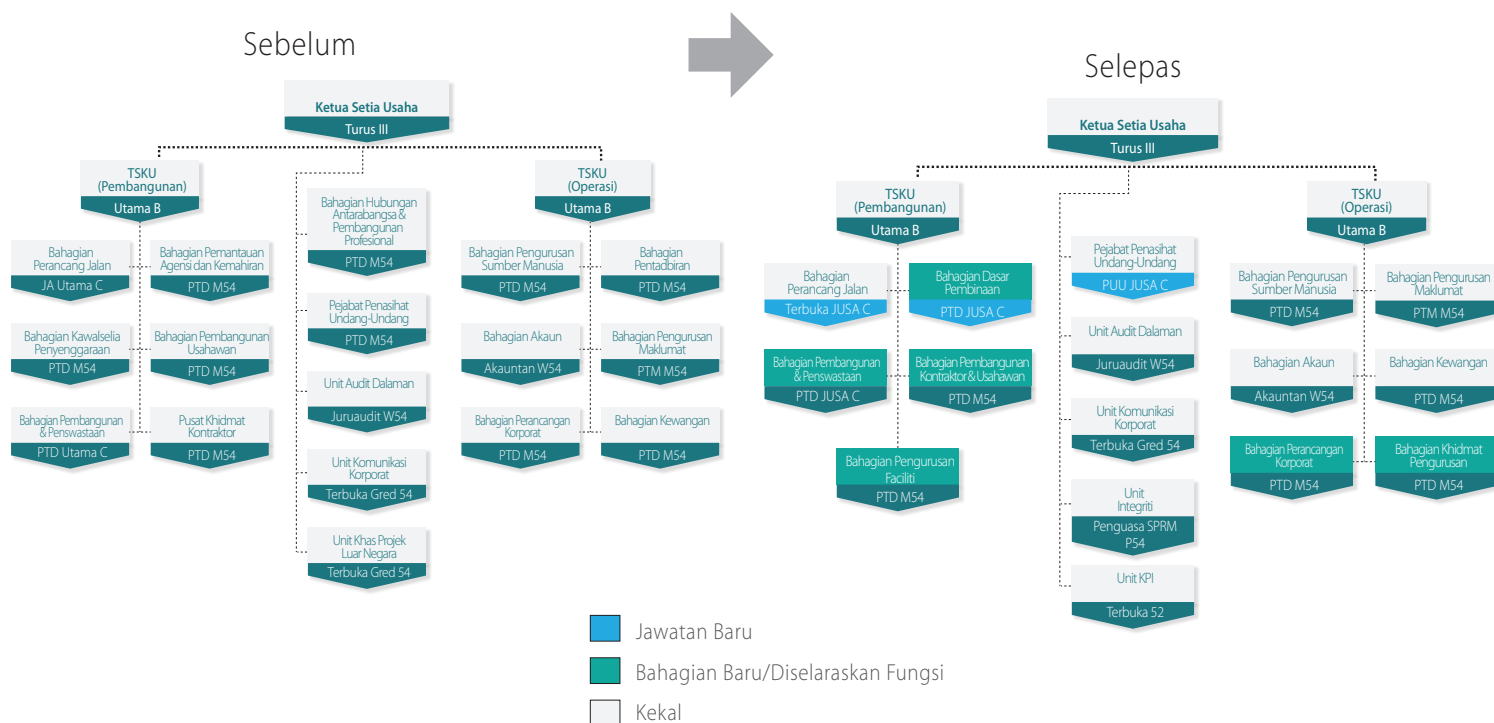 Sebelum
Ketua Setia Usaha
Turus III
TSKU
(Pembangunan)
Utama B
Bahagian
Perancang Jalan
JA Utama C
Bahagian Pemantauan
Agensi dan Kemahiran
PTD M54
Bahagian Kawalselia
Penyenggaraan
PTD M54
Bahagian Pembangunan
Usahawan
PTD M54
Bahagian Pembangunan
& Penswastaan
PTD Utama C
Pusat Khidmat
Kontraktor
PTD M54
Bahagian Hubungan
Antarabangsa &
Pembangunan
Profesional
PTD M54
Pejabat Penasihat
Undang-Undang
PTD M54
Unit Audit Dalaman
Juruaudit W54
Unit Komunikasi
Korporat
Terbuka Gred 54
Unit Khas Projek
Luar Negara
Terbuka Gred 54
TSKU
(Operasi)
Utama B
Bahagian Pengurusan
Sumber Manusia
PTD M54
Bahagian
Pentadbiran
PTD M54
Bahagian Akaun
Akauntan W54
Bahagian Pengurusan
Maklumat
PTM M54
Bahagian Perancangan
Korporat
PTD M54
Bahagian Kewangan
PTD M54
Selepas
Ketua Setia Usaha
Turus III
TSKU
(Pembangunan)
Utama B
Bahagian
Perancang Jalan
Terbuka JUSA C
Bahagian Dasar
Pembinaan
PTD JUSA C
Bahagian Pembangunan
& Penswastaan
PTD JUSA C
Bahagian Pembangunan
Kontraktor & Usahawan
PTD M54
Bahagian Pengurusan
Faciliti
PTD M54
Pejabat Penasihat
Undang-Undang
PUU JUSA C
Unit Audit Dalaman
Juruaudit W54
Unit Komunikasi
Korporat
Terbuka Gred 54
Unit
Integriti
Penguasa SPRM
P54
Unit KPI
Terbuka 52
TSKU
(Operasi)
Utama B
Bahagian Pengurusan
Sumber Manusia
PTD M54
Bahagian Pengurusan
Maklumat
PTM M54
Bahagian Akaun
Akauntan W54
Bahagian Kewangan
PTD M54
Bahagian Perancangan
Korporat
PTD M54
Bahagian Khidmat
Pengurusan
PTD M54
Jawatan Baru
Bahagian Baru/Diselaraskan Fungsi
Kekal